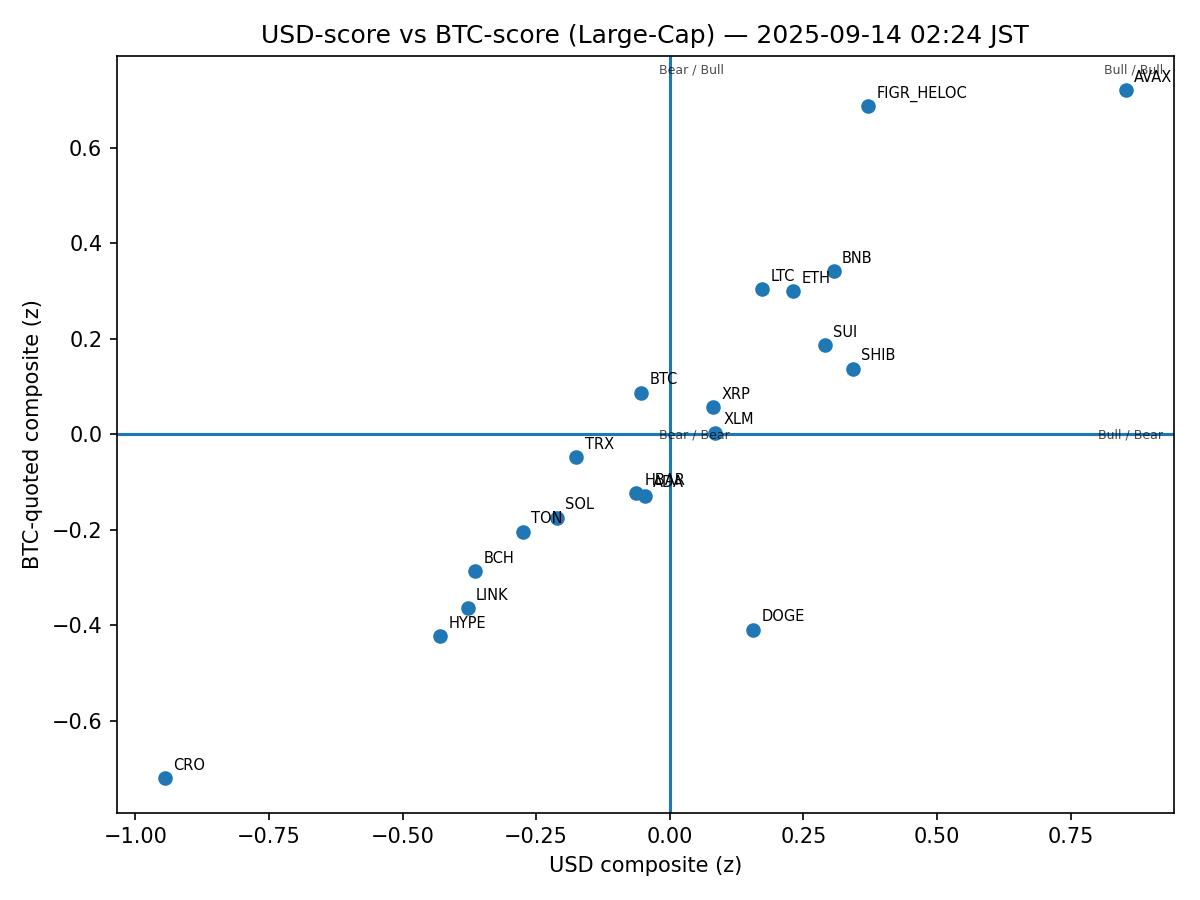 USD-score vs BTC-score (Large-Cap) — 2025-09-14 02:24 JST
Bear / Bull
Bull / Bull
AVAX
FIGR_HELOC
0.6
0.4
BNB
LTC
ETH
SUI
0.2
SHIB
BTC
XRP
XLM
0.0
Bear / Bear
Bull / Bear
TRX
HBAR
ADA
SOL
TON
−0.2
BCH
LINK
HYPE
DOGE
−0.4
−0.6
CRO
−1.00
−0.75
−0.50
−0.25
0.00
0.25
0.50
0.75
USD composite (z)
BTC-quoted composite (z)